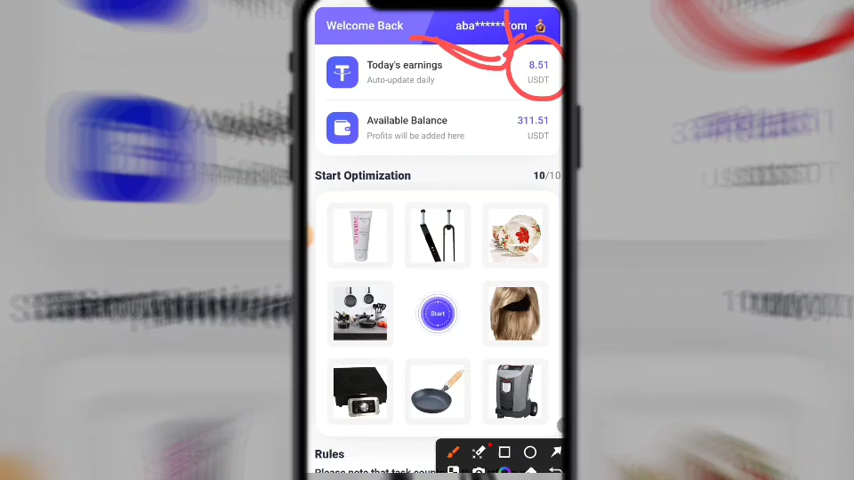 Welcome Back
aba******om
Today's earnings
8.51
Auto-update daily
USDT
Available Balance
311.51
Profits will be added here
USDT
Start Optimization
10/10
Start
Rules
Please note that task